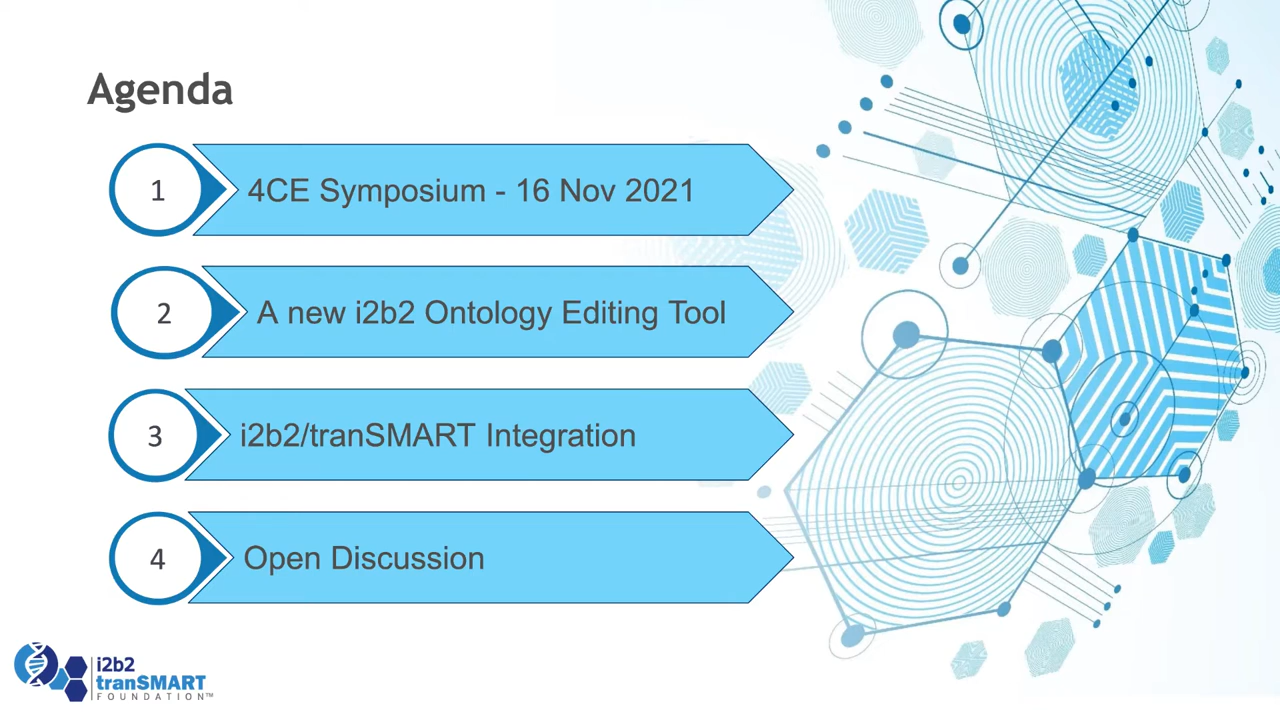 Agenda
1
4CE Symposium - 16 Nov 2021
2
A new i2b2 Ontology Editing Tool
3
i2b2/tranSMART Integration
4
Open Discussion
i2b2
tranSMART
FOUNDATION™